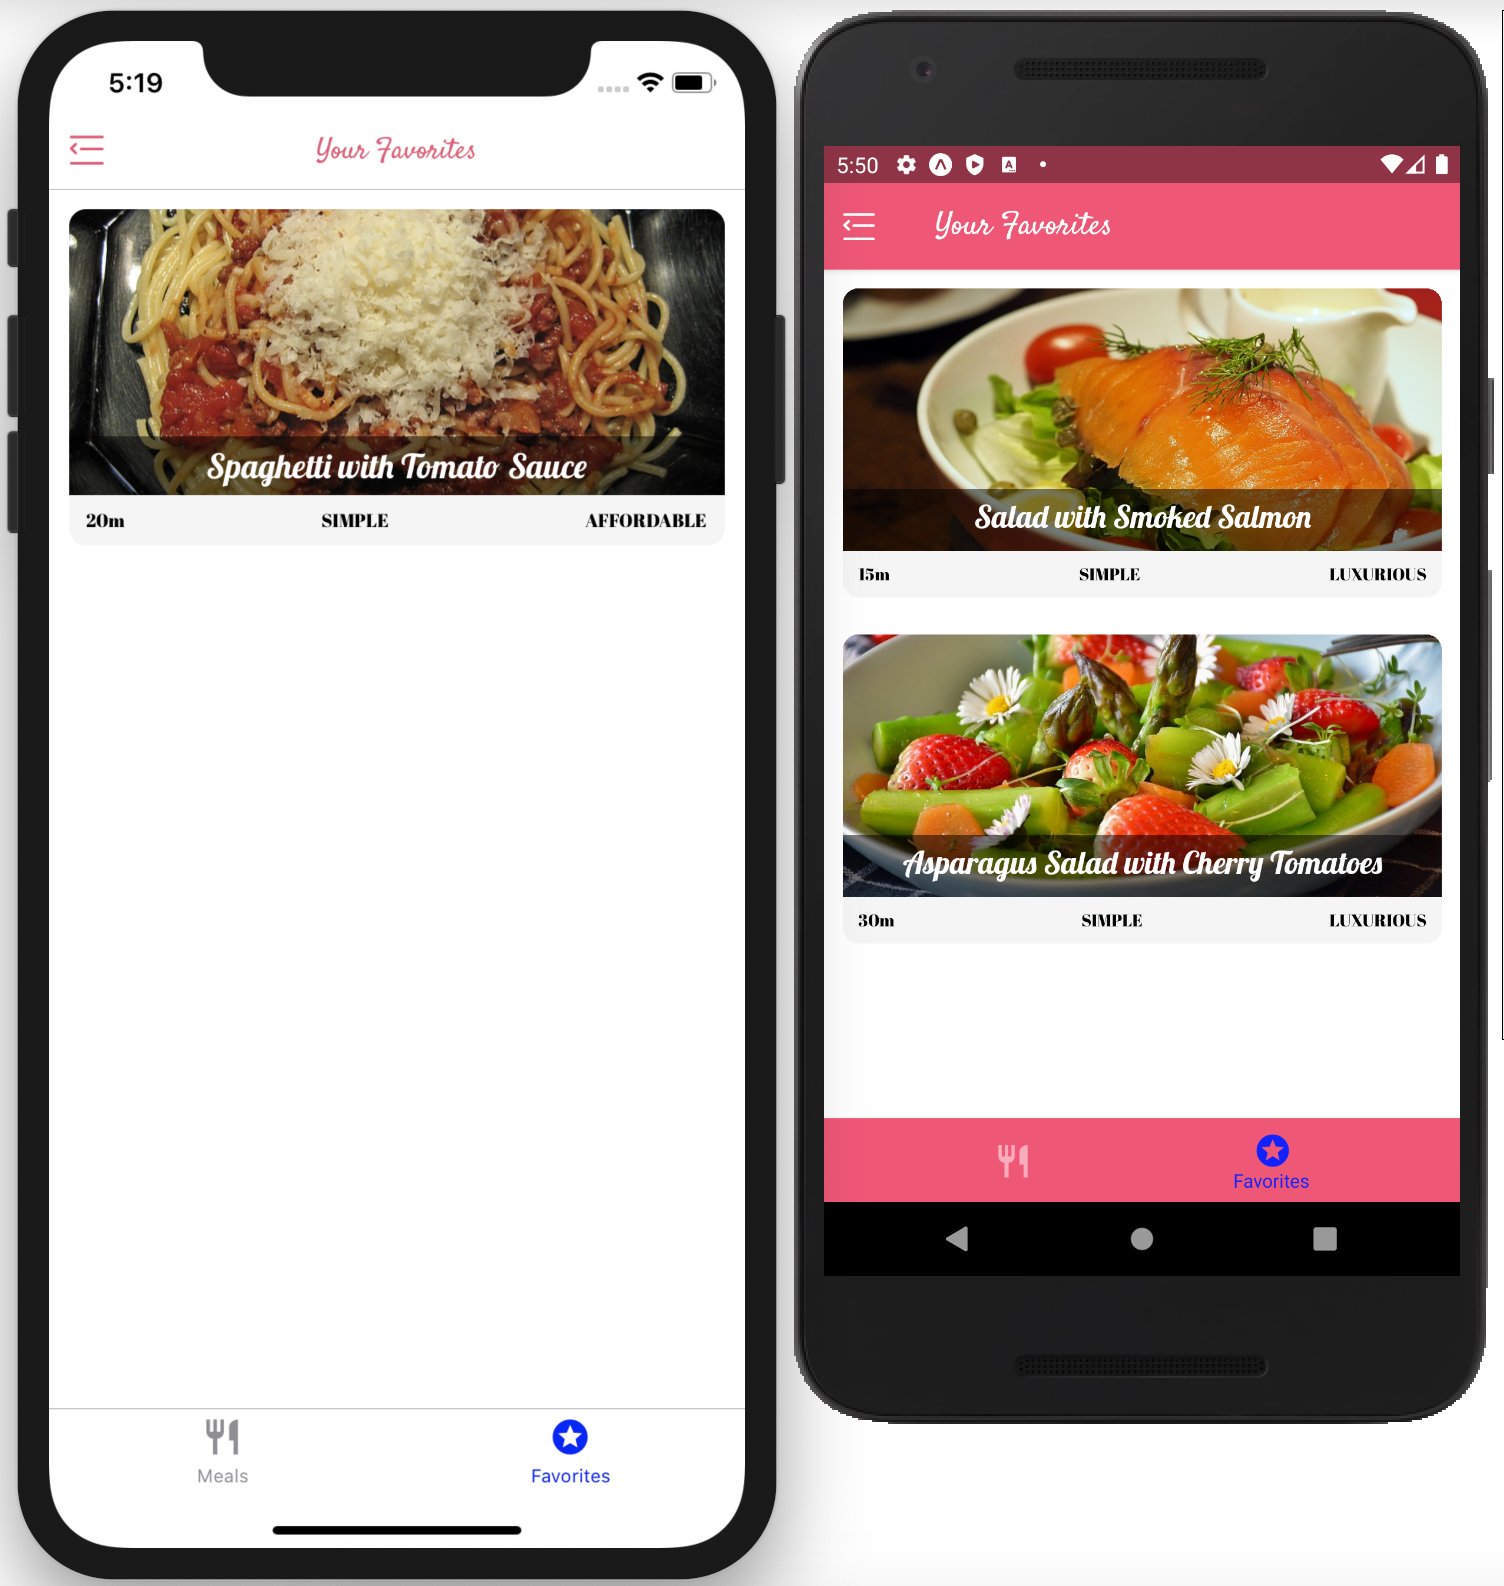 5:19
Your Favorites
Spaghetti with Tomato Sauce
20m SIMPLE AFFORDABLE
Meals Favorites
5:50
Your Favorites
Salad with Smoked Salmon
15m SIMPLE LUXURIOUS
Asparagus Salad with Cherry Tomatoes
30m SIMPLE LUXURIOUS
Favorites